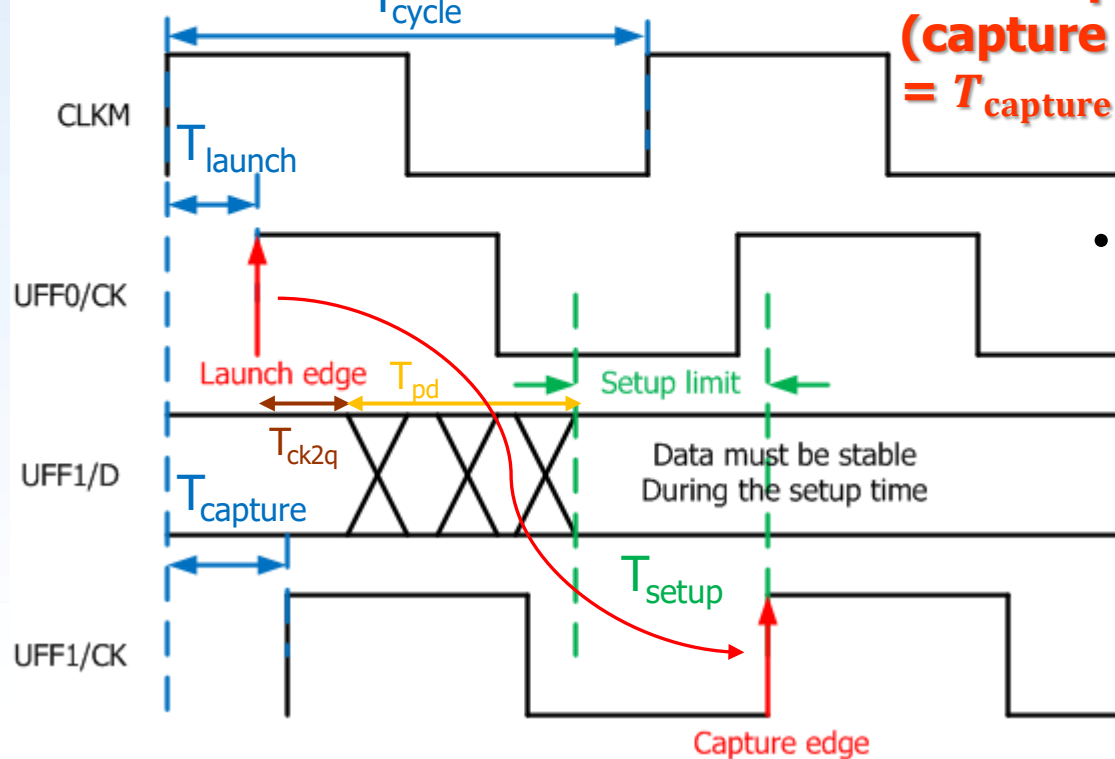 Tcycle
(capture
= Tcapture
CLKM
Tlaunch
•
UFF0/CK
Launch edge
Tpd
Setup limit
Tck2q
UFF1/D
Data must be stable
During the setup time
Tcapture
Tsetup
UFF1/CK
Capture edge